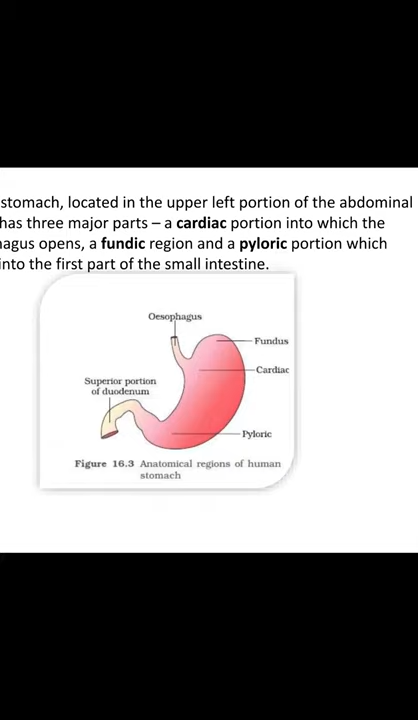 stomach, located in the upper left portion of the abdominal
has three major parts – a cardiac portion into which the
agus opens, a fundic region and a pyloric portion which
into the first part of the small intestine.
Oesophagus
Fundus
Cardiac
Superior portion
of duodenum
Pyloric
Figure 16.3 Anatomical regions of human
stomach